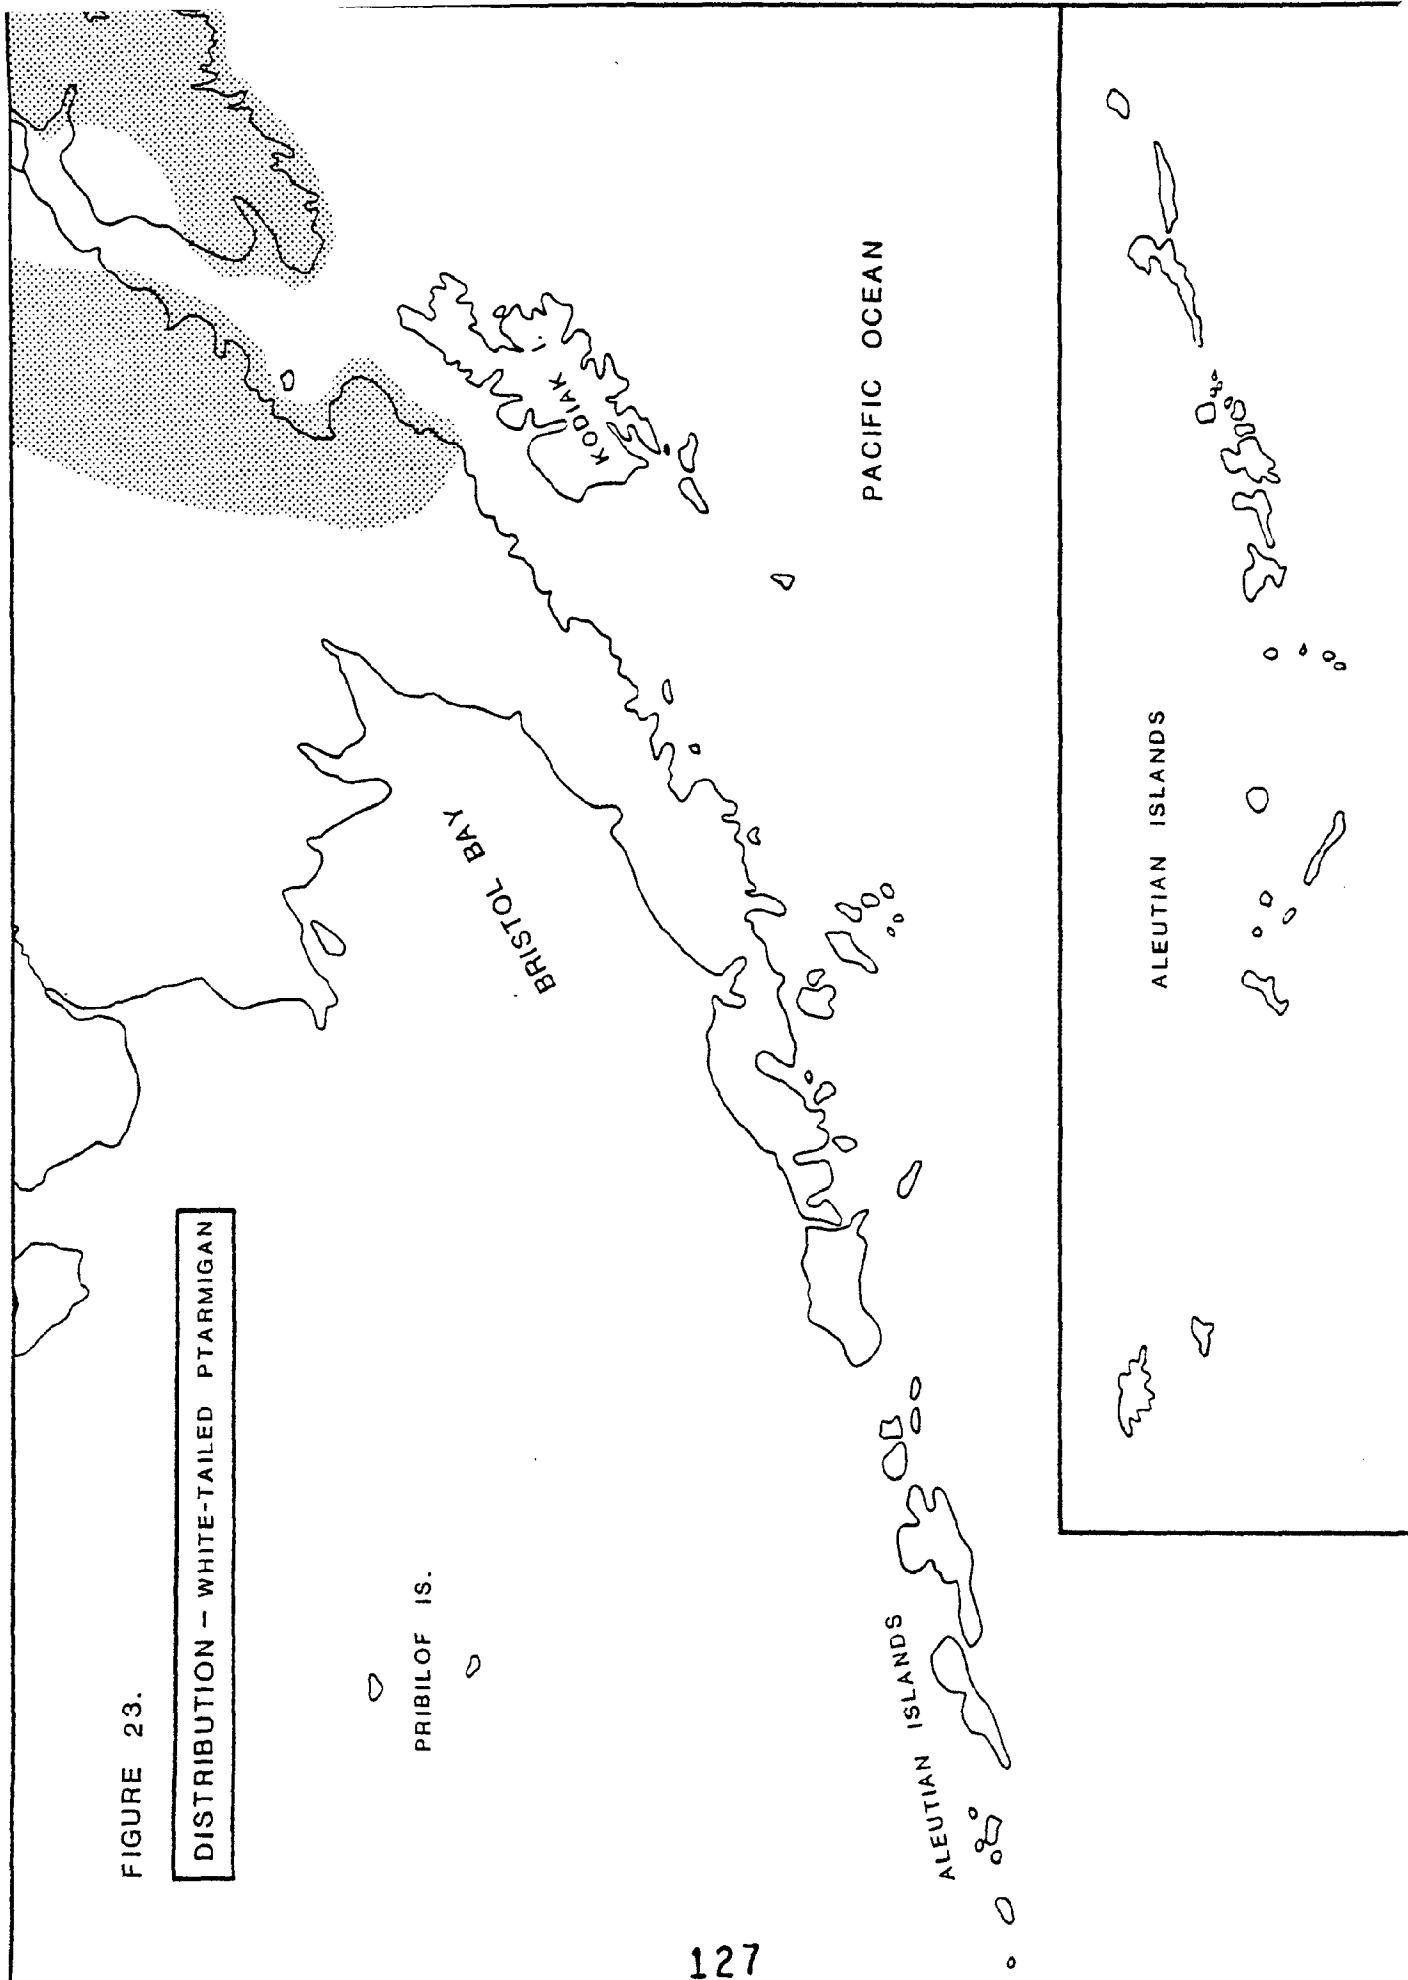 FIGURE 23.
DISTRIBUTION – WHITE-TAILED PTARMIGAN
PRIBILOF IS.
BRISTOL BAY
KODIAK I.
PACIFIC OCEAN
ALEUTIAN ISLANDS
ALEUTIAN ISLANDS
127